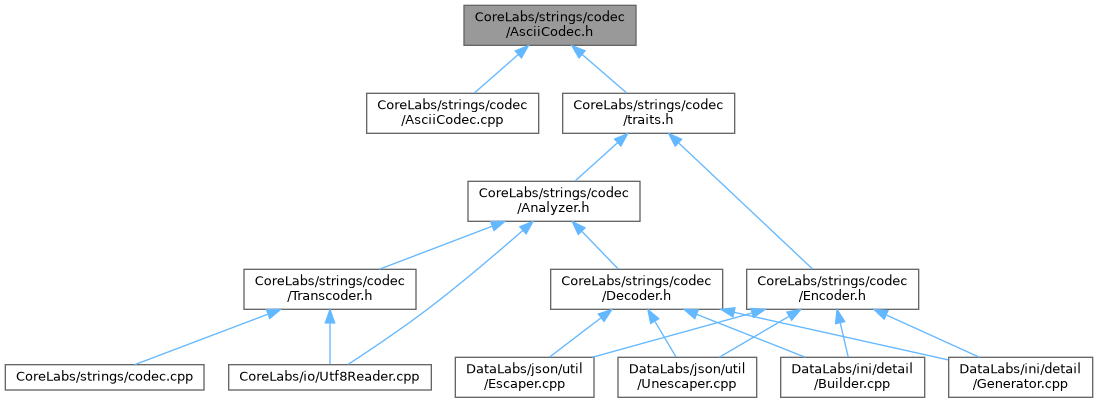 CoreLabs/strings/codec
/AsciiCodec.h
CoreLabs/strings/codec
/AsciiCodec.cpp
CoreLabs/strings/codec
/traits.h
CoreLabs/strings/codec
/Analyzer.h
CoreLabs/strings/codec
/Transcoder.h
CoreLabs/strings/codec
/Decoder.h
CoreLabs/strings/codec
/Encoder.h
CoreLabs/strings/codec.cpp
CoreLabs/io/Utf8Reader.cpp
DataLabs/json/util
/Escaper.cpp
DataLabs/json/util
/Unescaper.cpp
DataLabs/ini/detail
/Builder.cpp
DataLabs/ini/detail
/Generator.cpp